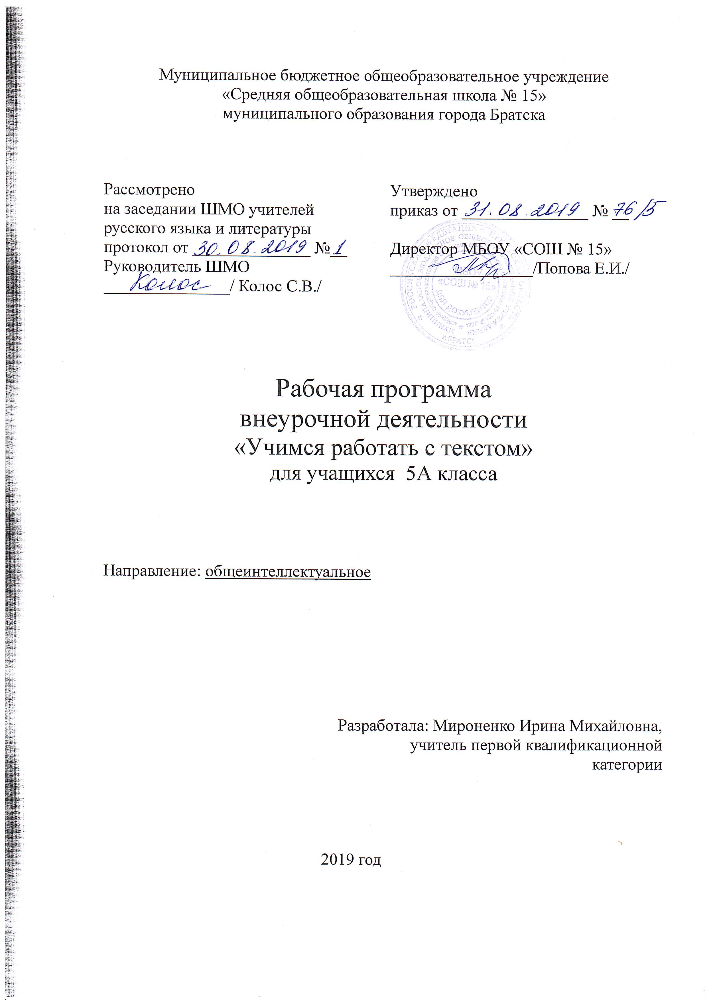 Муниципальное бюджетное общеобразовательное учреждение
«Средняя общеобразовательная школа № 15»
муниципального образования города Братска
Рассмотрено
на заседании ШМО учителей
русского языка и литературы
протокол от 30.08.2019 № 1
Руководитель ШМО
Колос / Колос С.В./
Утверждено
приказ от 31.08.2019 № 76/5
Директор МБОУ «СОШ № 15»
/Попова Е.И./
МБОУ
«СОШ № 15»
ДЛЯ ДОКУМЕНТОВ
г. БРАТСК
Рабочая программа
внеурочной деятельности
«Учимся работать с текстом»
для учащихся 5А класса
Направление: общеинтеллектуальное
Разработала: Мироненко Ирина Михайловна,
учитель первой квалификационной
категории
2019 год